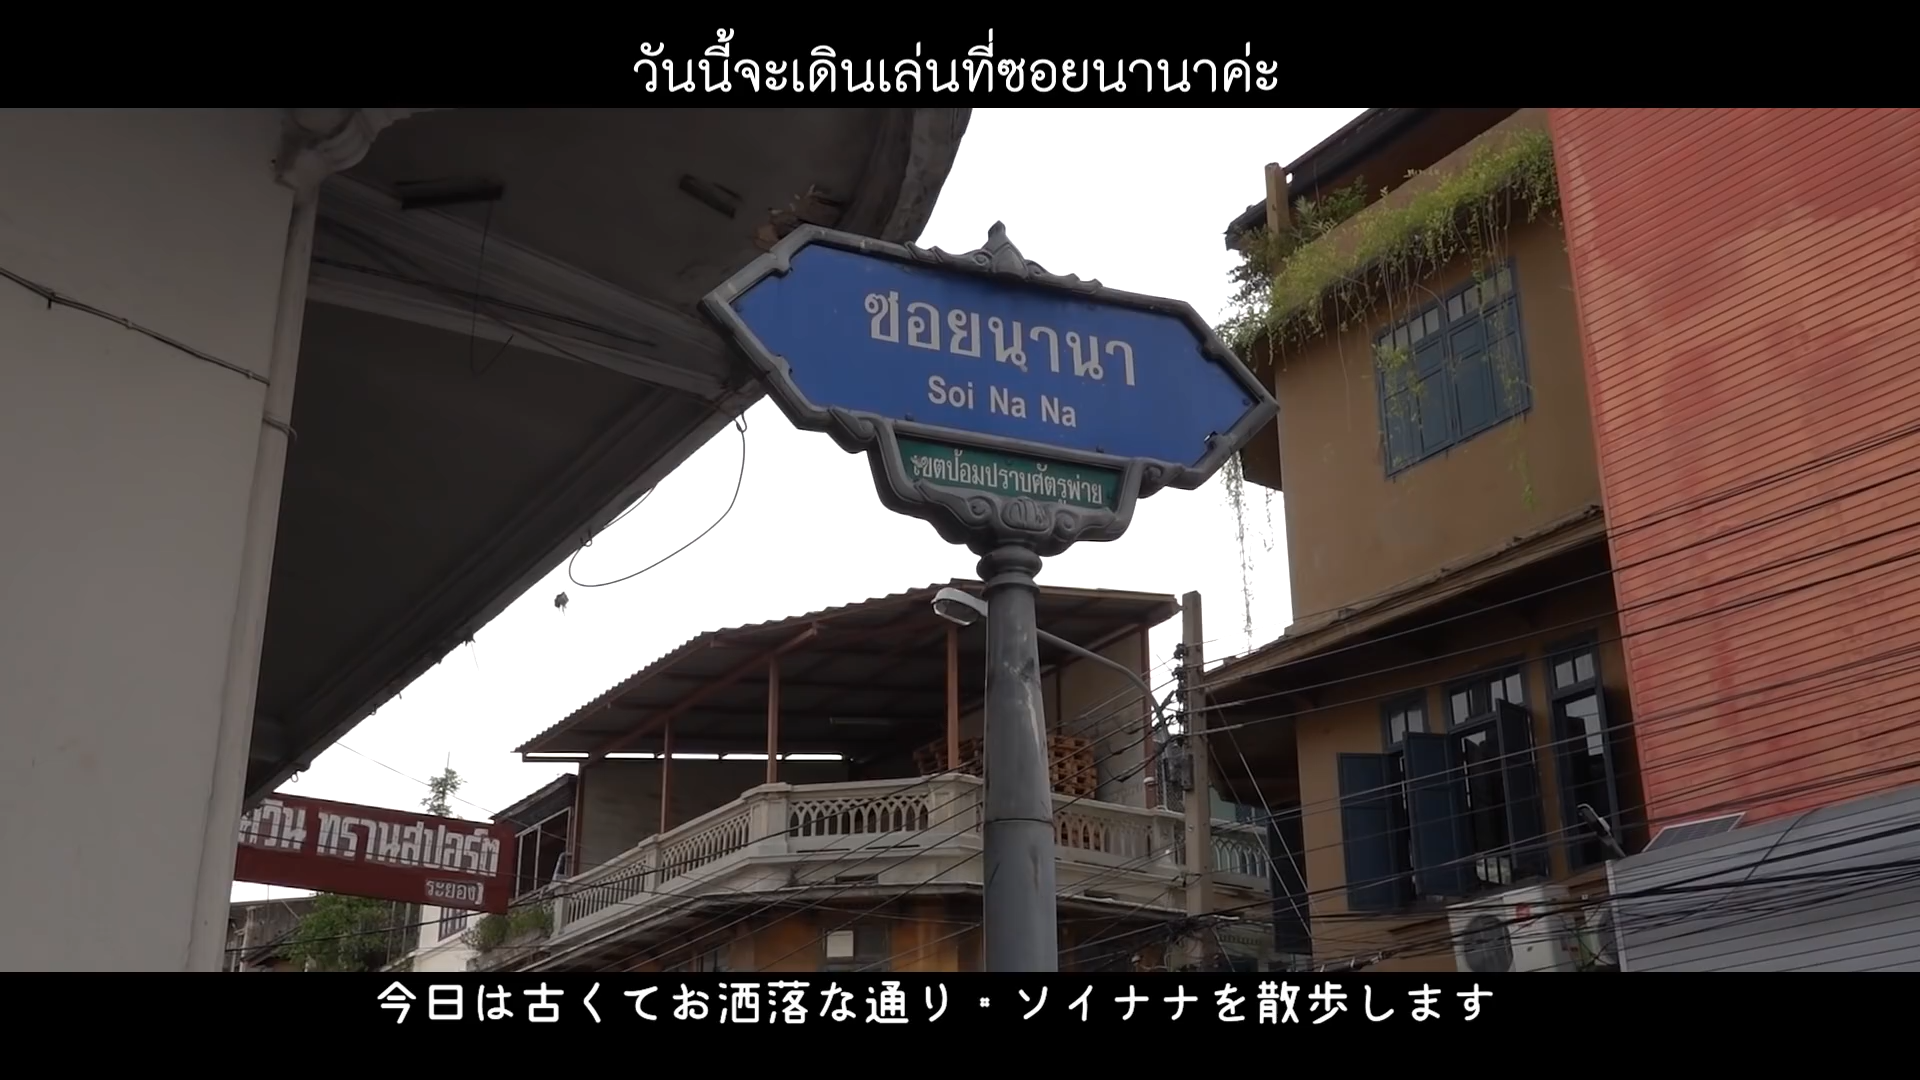 วันนี้จะเดินเล่นที่ซอยนานาค่ะ
ซอยนานา
Soi Na Na
เขตป้อมปราบศัตรูพ่าย
ทรานสปอร์ต
ระยอง
今日は古くてお洒落な通り・ソイナナを散歩します